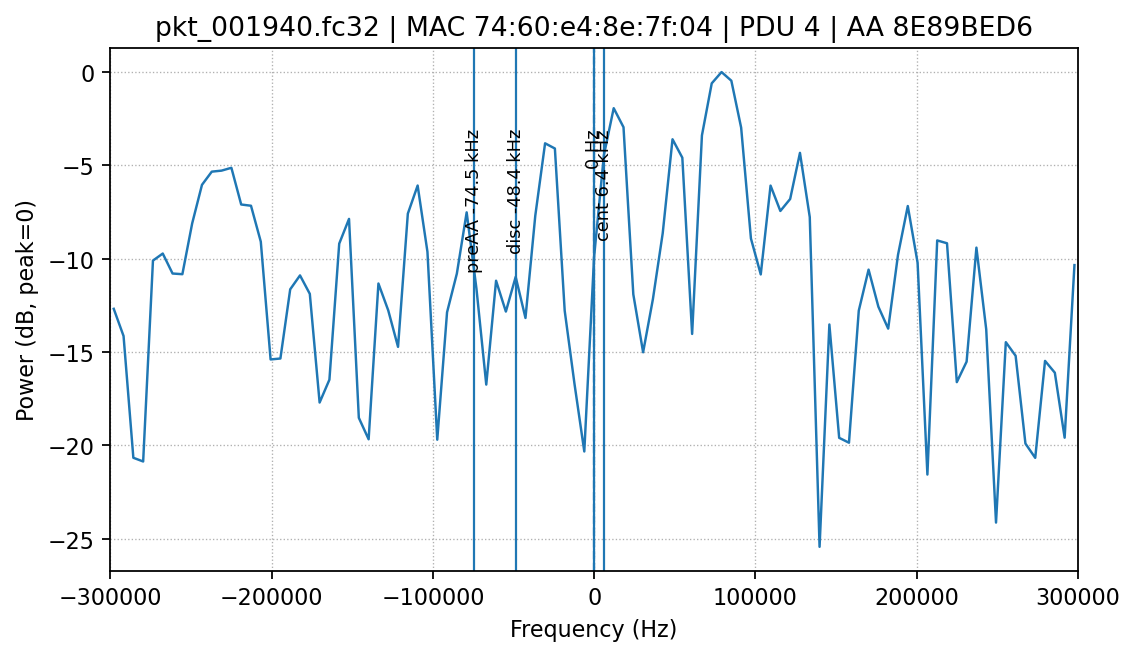 pkt_001940.fc32 | MAC 74:60:e4:8e:7f:04 | PDU 4 | AA 8E89BED6
Power (dB, peak=0)
0
−5
−10
−15
−20
−25
preAA -74.5 kHz
disc -48.4 kHz
0 Hz
cent 6.4 kHz
−300000
−200000
−100000
0
100000
200000
300000
Frequency (Hz)